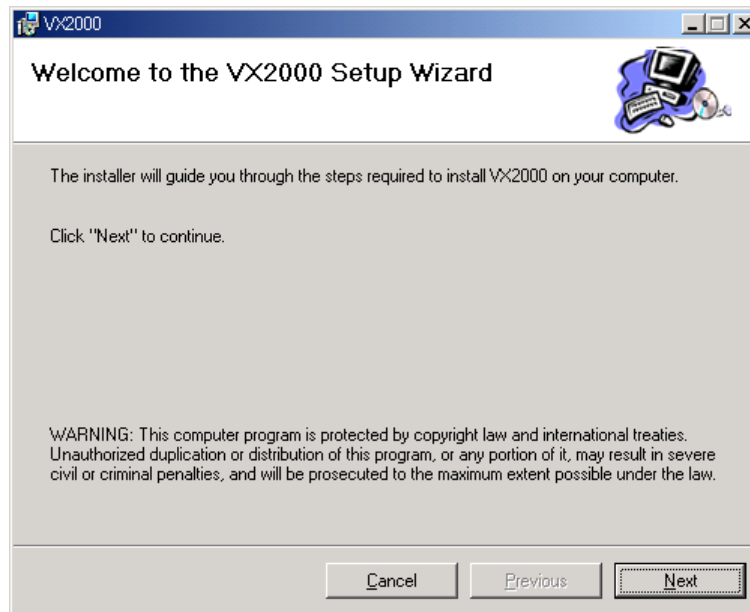 VX2000
Welcome to the VX2000 Setup Wizard
The installer will guide you through the steps required to install VX2000 on your computer.
Click "Next" to continue.
WARNING: This computer program is protected by copyright law and international treaties.
Unauthorized duplication or distribution of this program, or any portion of it, may result in severe
civil or criminal penalties, and will be prosecuted to the maximum extent possible under the law.
Cancel Previous Next